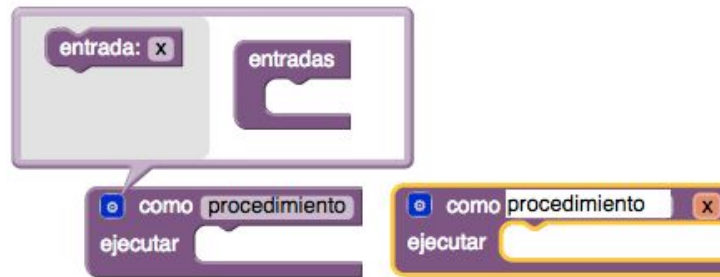 entrada: x
entradas
como procedimiento
ejecutar
como procedimiento x
ejecutar